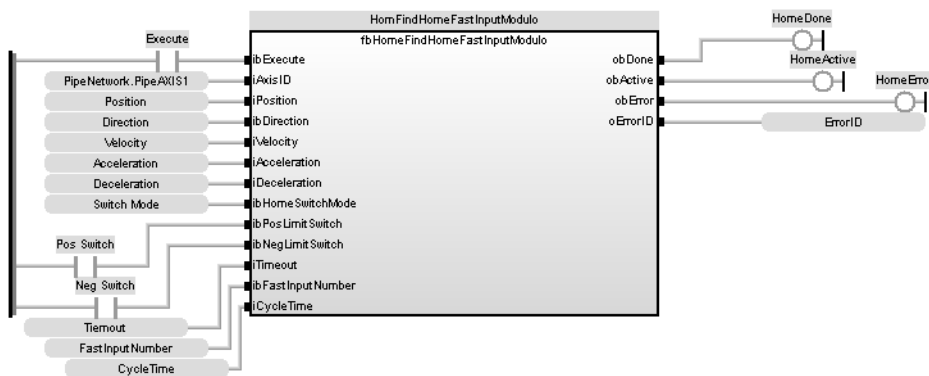 HomFindHomeFastInputModulo
fbHomeFindHomeFastInputModulo
HomeDone
Execute
ibExecute
obDone
HomeActive
PipeNetwork.PipeAXIS1
iAxisID
obActive
HomeErro
Position
iPosition
obError
Direction
ibDirection
oErrorID
ErrorID
Velocity
iVelocity
Acceleration
iAcceleration
Deceleration
iDeceleration
Switch Mode
ibHomeSwitchMode
ibPosLimitSwitch
Pos Switch
ibNegLimitSwitch
iTimeout
Neg Switch
ibFastInputNumber
iCycleTime
Tiemout
FastInputNumber
CycleTime